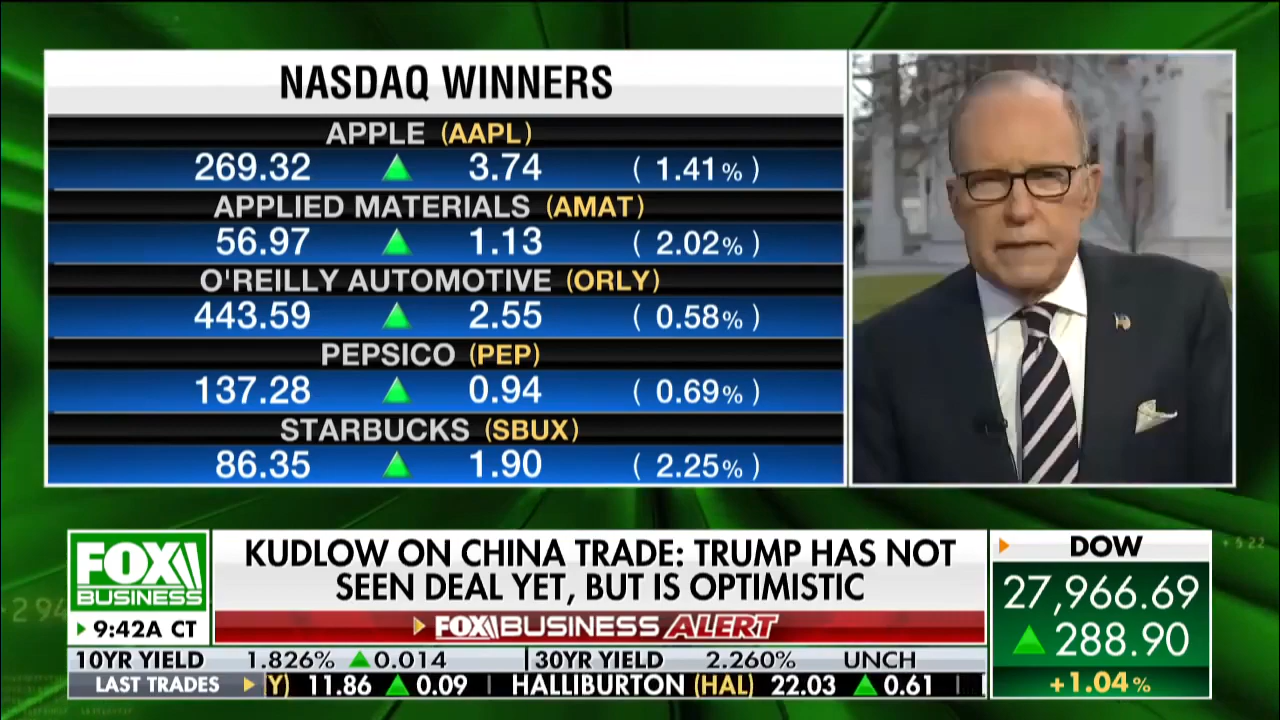 NASDAQ WINNERS
APPLE (AAPL)
269.32 ▲ 3.74 (1.41%)
APPLIED MATERIALS (AMAT)
56.97 ▲ 1.13 (2.02%)
O'REILLY AUTOMOTIVE (ORLY)
443.59 ▲ 2.55 (0.58%)
PEPSICO (PEP)
137.28 ▲ 0.94 (0.69%)
STARBUCKS (SBUX)
86.35 ▲ 1.90 (2.25%)
FOX BUSINESS
9:42A CT
KUDLOW ON CHINA TRADE: TRUMP HAS NOT
SEEN DEAL YET, BUT IS OPTIMISTIC
FOX BUSINESS ALERT
DOW
27,966.69
▲ 288.90
+1.04%
10YR YIELD 1.826% ▲ 0.014 30YR YIELD 2.260% UNCH
LAST TRADES Y) 11.86 ▲ 0.09 | HALLIBURTON (HAL) 22.03 ▲ 0.61 |